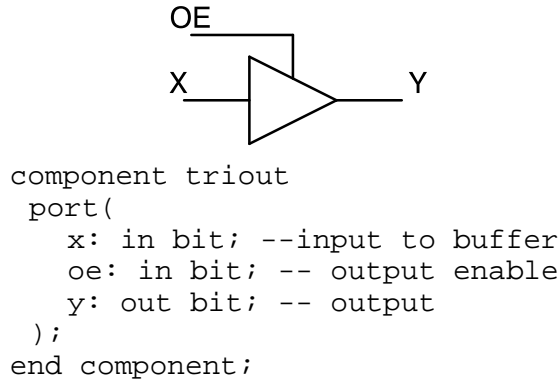 OE
X Y
component triout
port(
x: in bit; --input to buffer
oe: in bit; -- output enable
y: out bit; -- output
);
end component;